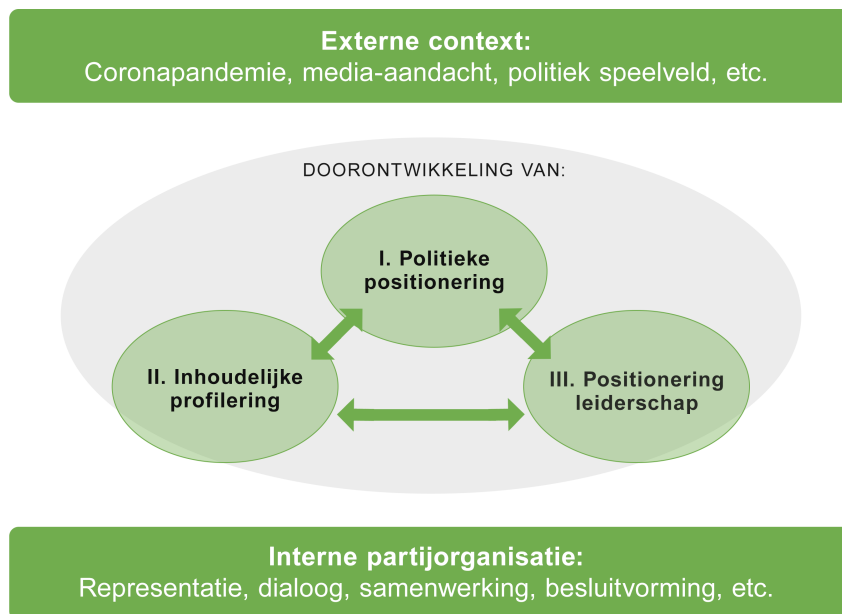 Externe context:
Coronapandemie, media-aandacht, politiek speelveld, etc.
DOORONTWIKKELING VAN:
I. Politieke
positionering
II. Inhoudelijke
profilering
III. Positionering
leiderschap
Interne partijorganisatie:
Representatie, dialoog, samenwerking, besluitvorming, etc.